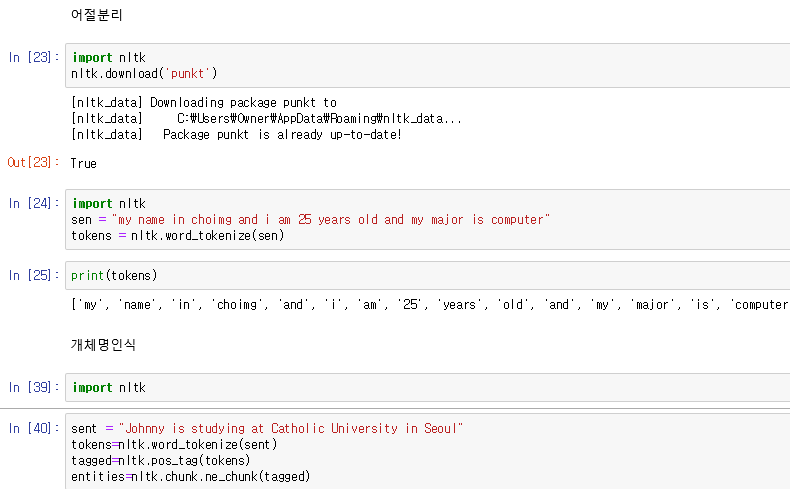 어절분리
In [23]: import nltk
nltk.download('punkt')
[nltk_data] Downloading package punkt to
[nltk_data]     C:₩Users₩Owner₩AppData₩Roaming₩nltk_data...
[nltk_data]   Package punkt is already up-to-date!
Out[23]: True
In [24]: import nltk
sen = "my name in choimg and i am 25 years old and my major is computer"
tokens = nltk.word_tokenize(sen)
In [25]: print(tokens)
['my', 'name', 'in', 'choimg', 'and', 'i', 'am', '25', 'years', 'old', 'and', 'my', 'major', 'is', 'computer
개체명인식
In [39]: import nltk
In [40]: sent = "Johnny is studying at Catholic University in Seoul"
tokens=nltk.word_tokenize(sent)
tagged=nltk.pos_tag(tokens)
entities=nltk.chunk.ne_chunk(tagged)